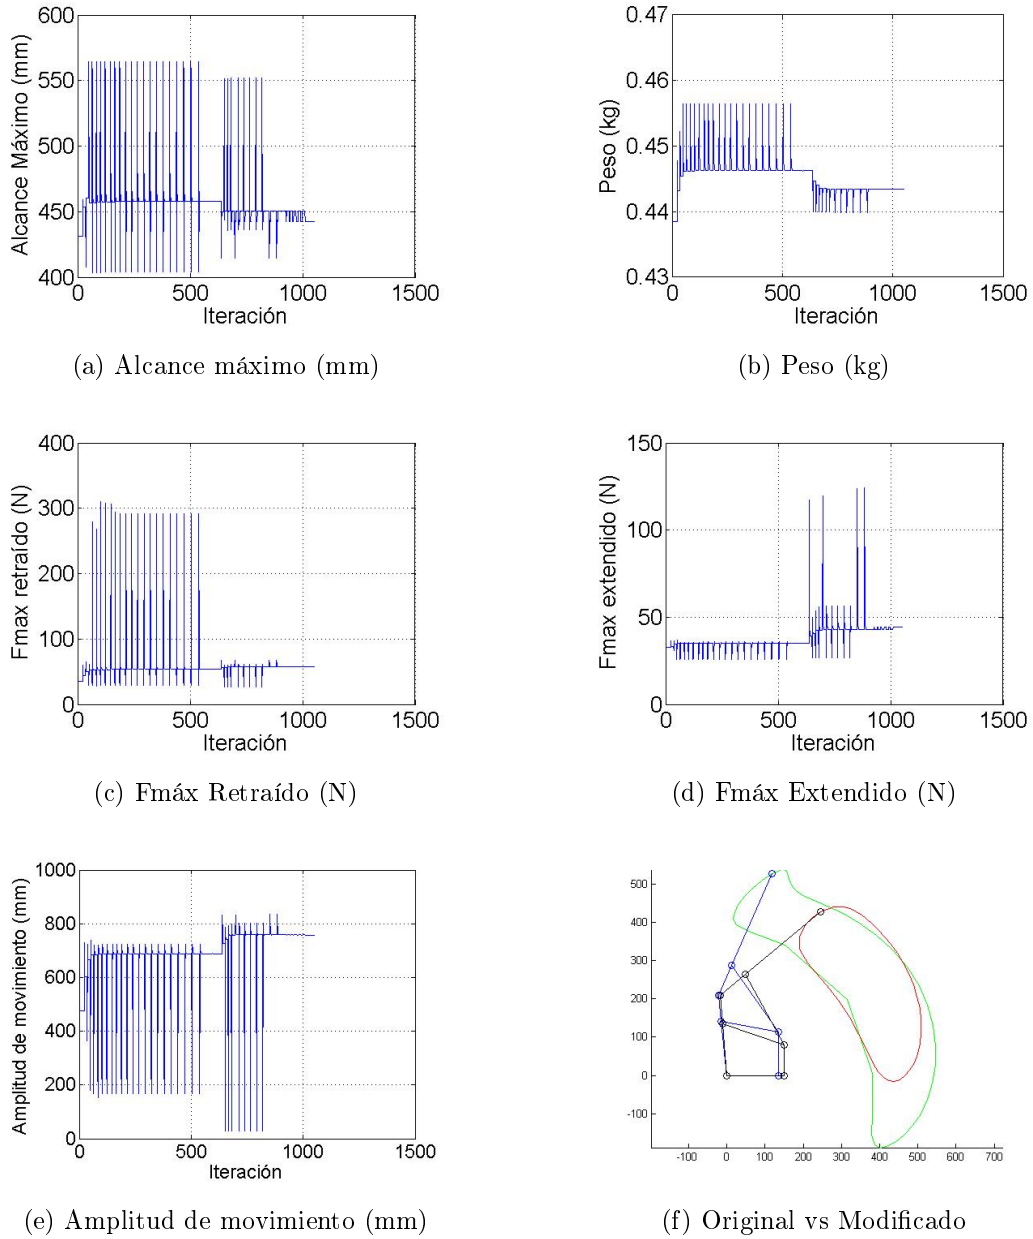 600
550
500
450
400
Alcance Máximo (mm)
0 500 1000 1500
Iteración
(a) Alcance máximo (mm)
0.47
0.46
0.45
0.44
0.43
Peso (kg)
0 500 1000 1500
Iteración
(b) Peso (kg)
400
300
200
100
0
Fmax retraído (N)
0 500 1000 1500
Iteración
(c) Fmáx Retraído (N)
150
100
50
0
Fmax extendido (N)
0 500 1000 1500
Iteración
(d) Fmáx Extendido (N)
1000
800
600
400
200
0
Amplitud de movimiento (mm)
0 500 1000 1500
Iteración
(e) Amplitud de movimiento (mm)
500
400
300
200
100
0
-100
-100 0 100 200 300 400 500 600 700
(f) Original vs Modificado